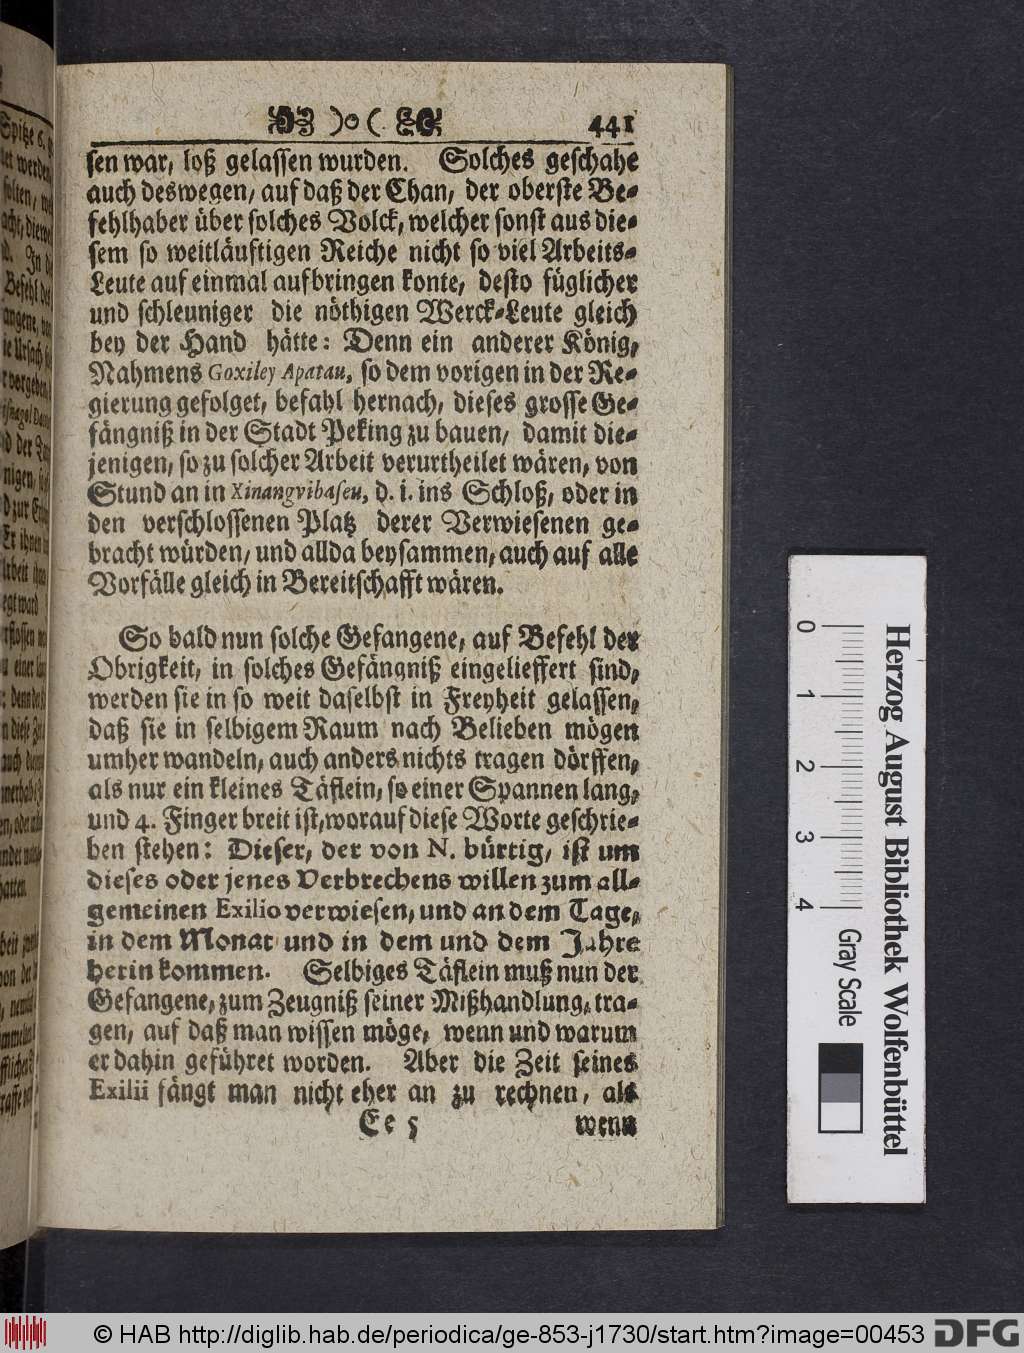 )o( 441
sen war, loß gelassen wurden. Solches geschahe
auch deswegen, auf daß der Chan, der oberste Be-
fehlhaber über solches Volck, welcher sonst aus die-
sem so weitläuftigen Reiche nicht so viel Arbeits-
Leute auf einmal aufbringen konte, desto füglicher
und schleuniger die nöthigen Werck-Leute gleich
bey der Hand hätte: Denn ein anderer König,
Nahmens Goxiley Apatau, so dem vorigen in der Re-
gierung gefolget, befahl hernach, dieses grosse Ge-
fängniß in der Stadt Peking zu bauen, damit die-
jenigen, so zu solcher Arbeit verurtheilet wären, von
Stund an in Xinangvibaseu, d. i. ins Schloß, oder in
den verschlossenen Platz derer Verwiesenen ge-
bracht würden, und allda beysammen, auch auf alle
Vorfälle gleich in Bereitschafft wären.
So bald nun solche Gefangene, auf Befehl der
Obrigkeit, in solches Gefängniß eingelieffert sind,
werden sie in so weit daselbst in Freyheit gelassen,
daß sie in selbigem Raum nach Belieben mögen
umher wandeln, auch anders nichts tragen dörffen,
als nur ein kleines Täflein, so einer Spannen lang,
und 4. Finger breit ist, worauf diese Worte geschrie-
ben stehen: Dieser, der von N. bürtig, ist um
dieses oder jenes Verbrechens willen zum all-
gemeinen Exilio verwiesen, und an dem Tage,
in dem Monat und in dem und dem Jahre
herin kommen. Selbiges Täflein muß nun der
Gefangene, zum Zeugniß seiner Mißhandlung, tra-
gen, auf daß man wissen möge, wenn und warum
er dahin geführet worden. Aber die Zeit seines
Exilii fängt man nicht eher an zu rechnen, als
Ee 5 wenn
0 1 2 3 4
Gray Scale
Herzog August Bibliothek Wolfenbüttel
© HAB http://diglib.hab.de/periodica/ge-853-j1730/start.htm?image=00453 DFG